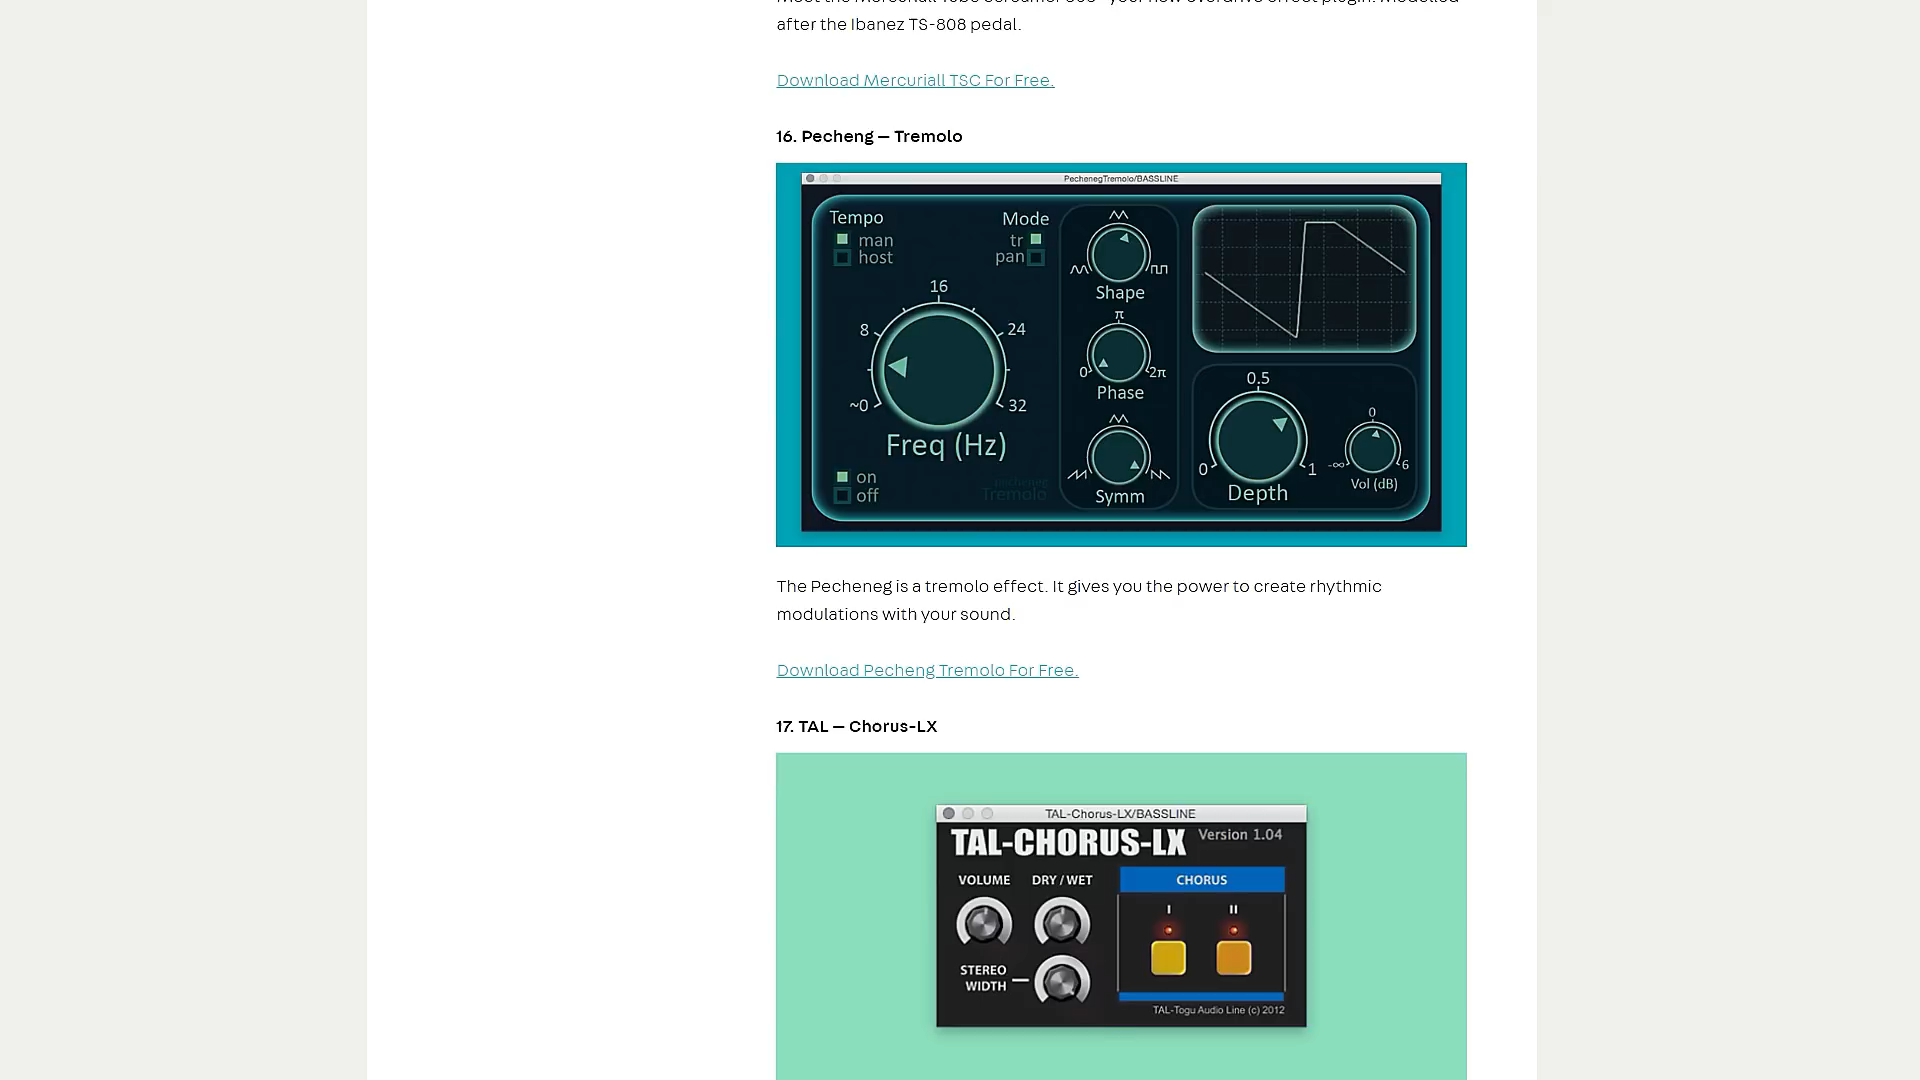 after the Ibanez TS-808 pedal.
Download Mercuriall TSC For Free.
16. Pecheng — Tremolo
PechenegTremolo/BASSLINE
Tempo
man
host
Mode
tr
pan
16
8
24
~0
32
Freq (Hz)
on
off
pecheneg
Tremolo
Shape
π
0
2π
Phase
Symm
0.5
0
1
Depth
0
-∞
6
Vol (dB)
The Pecheneg is a tremolo effect. It gives you the power to create rhythmic
modulations with your sound.
Download Pecheng Tremolo For Free.
17. TAL — Chorus-LX
TAL-Chorus-LX/BASSLINE
TAL-CHORUS-LX Version 1.04
VOLUME DRY / WET
CHORUS
I II
STEREO
WIDTH
TAL-Togu Audio Line (c) 2012